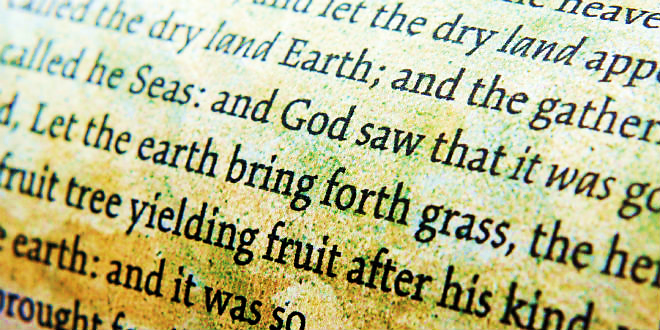 the heave
called the dry land and let the dry land appe
Earth; and the gather
called he Seas: and God saw that it was go
Let the earth bring forth grass, the her
fruit tree yielding fruit after his kind
earth: and it was so
brought